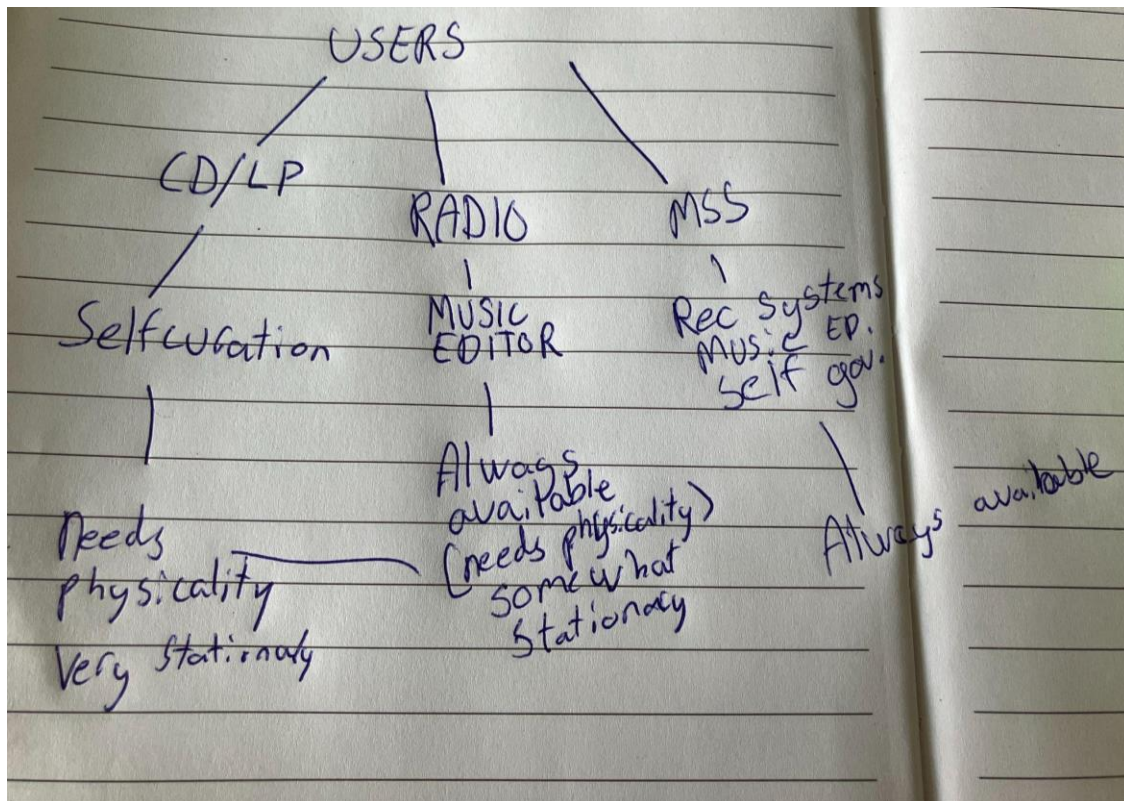 USERS
CD/LP
RADIO
MSS
Selfcuration
MUSIC
EDITOR
Rec Systems
Music ED.
Self gov.
Needs
physicality
Very Stationary
Always
available
(needs physicality)
somewhat
Stationary
Always available